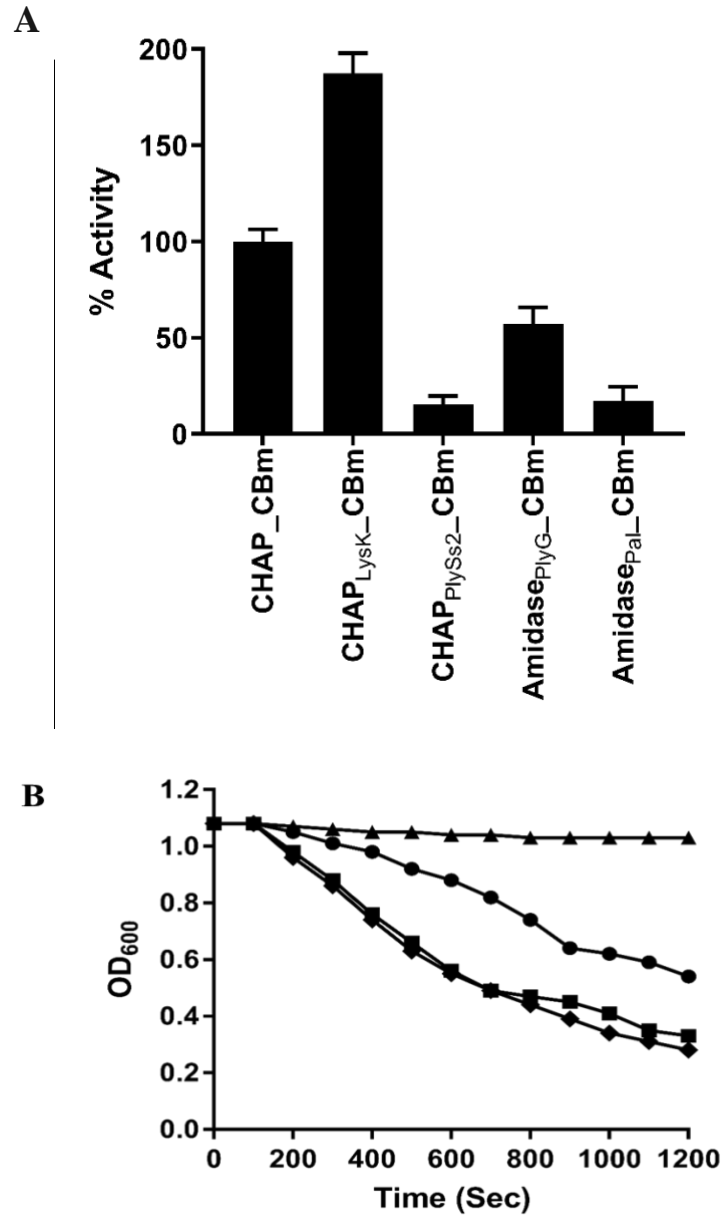 A
200
150
100
50
0
% Activity
CHAP_CBm
CHAPLysK_CBm
CHAPPlySs2_CBm
AmidasePlyG_CBm
AmidasePal_CBm
B
1.2
1.0
0.8
0.6
0.4
0.2
0.0
OD600
0 200 400 600 800 1000 1200
Time (Sec)